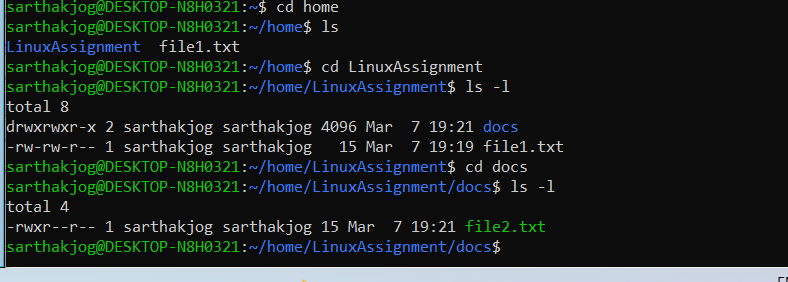 sarthakjog@DESKTOP-N8H0321:~$ cd home
sarthakjog@DESKTOP-N8H0321:~/home$ ls
LinuxAssignment  file1.txt
sarthakjog@DESKTOP-N8H0321:~/home$ cd LinuxAssignment
sarthakjog@DESKTOP-N8H0321:~/home/LinuxAssignment$ ls -l
total 8
drwxrwxr-x 2 sarthakjog sarthakjog 4096 Mar  7 19:21 docs
-rw-rw-r-- 1 sarthakjog sarthakjog   15 Mar  7 19:19 file1.txt
sarthakjog@DESKTOP-N8H0321:~/home/LinuxAssignment$ cd docs
sarthakjog@DESKTOP-N8H0321:~/home/LinuxAssignment/docs$ ls -l
total 4
-rwxr--r-- 1 sarthakjog sarthakjog 15 Mar  7 19:21 file2.txt
sarthakjog@DESKTOP-N8H0321:~/home/LinuxAssignment/docs$